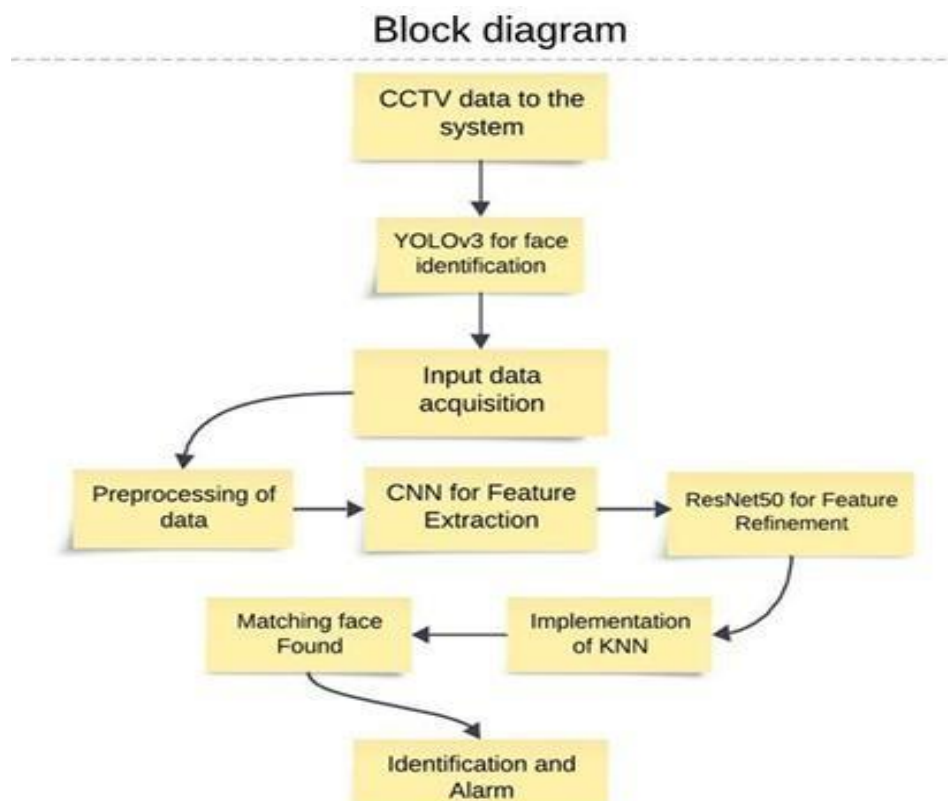 Block diagram
CCTV data to the
system
YOLOv3 for face
identification
Input data
acquisition
Preprocessing of
data
CNN for Feature
Extraction
ResNet50 for Feature
Refinement
Matching face
Found
Implementation
of KNN
Identification and
Alarm